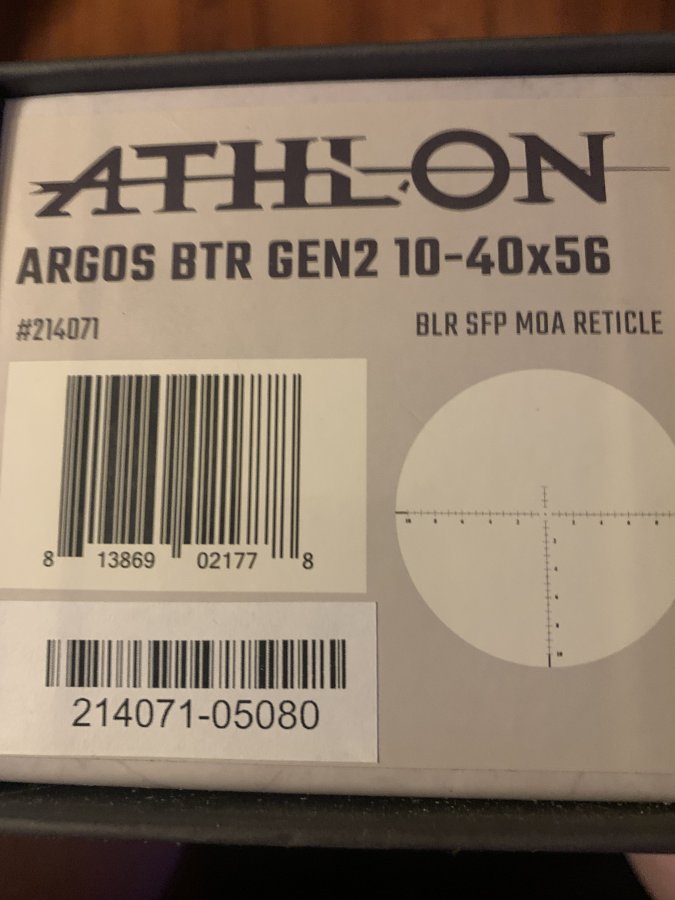 ATHLON
ARGOS BTR GEN2 10-40x56
#214071
BLR SFP MOA RETICLE
8 13869 02177 8
214071-05080